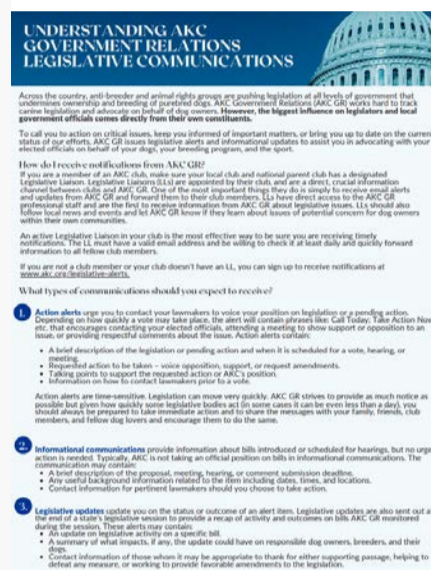 UNDERSTANDING AKC
GOVERNMENT RELATIONS
LEGISLATIVE COMMUNICATIONS
Across the country, anti-breeder and animal rights groups are pushing legislation at all levels of government that
undermines ownership and breeding of purebred dogs. AKC Government Relations (AKC GR) works hard to track
canine legislation and advocate on behalf of dog owners. However, the biggest influence on legislators and local
government officials comes directly from their own constituents.
To call you to action on critical issues, keep you informed of important matters, or bring you up to date on the current
status of our efforts, AKC GR issues legislative alerts and informational updates to assist you in advocating with your
elected officials on behalf of your dogs, your breeding program, and the sport.
How do I receive notifications from AKC GR?
If you are a member of an AKC club, make sure your local club and national parent club has a designated
Legislative Liaison. Legislative Liaisons (LLs) are appointed by their club, and are a direct, crucial information
channel between clubs and AKC GR. One of the most important things they do is simply to receive email alerts
and updates from AKC GR and forward them to their club members. LLs have direct access to the AKC GR
professional staff and are the first to receive information from AKC GR about legislative issues. LLs should also
follow local news and events and let AKC GR know if they learn about issues of potential concern for dog owners
within their own communities.
An active Legislative Liaison in your club is the most effective way to be sure you are receiving timely
notifications. The LL must have a valid email address and be willing to check it at least daily and quickly forward
information to all fellow club members.
If you are not a club member or your club doesn't have an LL, you can sign up to receive notifications at
www.akc.org/legislative-alerts.
What types of communications should you expect to receive?
1. Action alerts urge you to contact your lawmakers to voice your position on legislation or a pending action.
Depending on how quickly a vote may take place, the alert will contain phrases like: Call Today; Take Action Now,
etc. that encourages contacting your elected officials, attending a meeting to show support or opposition to an
issue, or providing respectful comments about the issue. Action alerts contain:
• A brief description of the legislation or pending action and when it is scheduled for a vote, hearing, or
meeting.
• Requested action to be taken - voice opposition, support, or request amendments.
• Talking points to support the requested action or AKC's position.
• Information on how to contact lawmakers prior to a vote.
Action alerts are time-sensitive. Legislation can move very quickly. AKC GR strives to provide as much notice as
possible but given how quickly some legislative bodies act (in some cases it can be even less than a day), you
should always be prepared to take immediate action and to share the messages with your family, friends, club
members, and fellow dog lovers and encourage them to do the same.
2. Informational communications provide information about bills introduced or scheduled for hearings, but no urgent
action is needed. Typically, AKC is not taking an official position on bills in informational communications. The
communication may contain:
• A brief description of the proposal, meeting, hearing, or comment submission deadline.
• Any useful background information related to the item including dates, times, and locations.
• Contact information for pertinent lawmakers should you choose to take action.
3. Legislative updates update you on the status or outcome of an alert item. Legislative updates are also sent out at
the end of a state's legislative session to provide a recap of activity and outcomes on bills AKC GR monitored
during the session. These alerts may contain:
• An update on legislative activity on a specific bill.
• A summary of what impacts, if any, the update could have on responsible dog owners, breeders, and their
dogs.
• Contact information of those whom it may be appropriate to thank for either supporting passage, helping to
defeat any measure, or working to provide favorable amendments to the legislation.